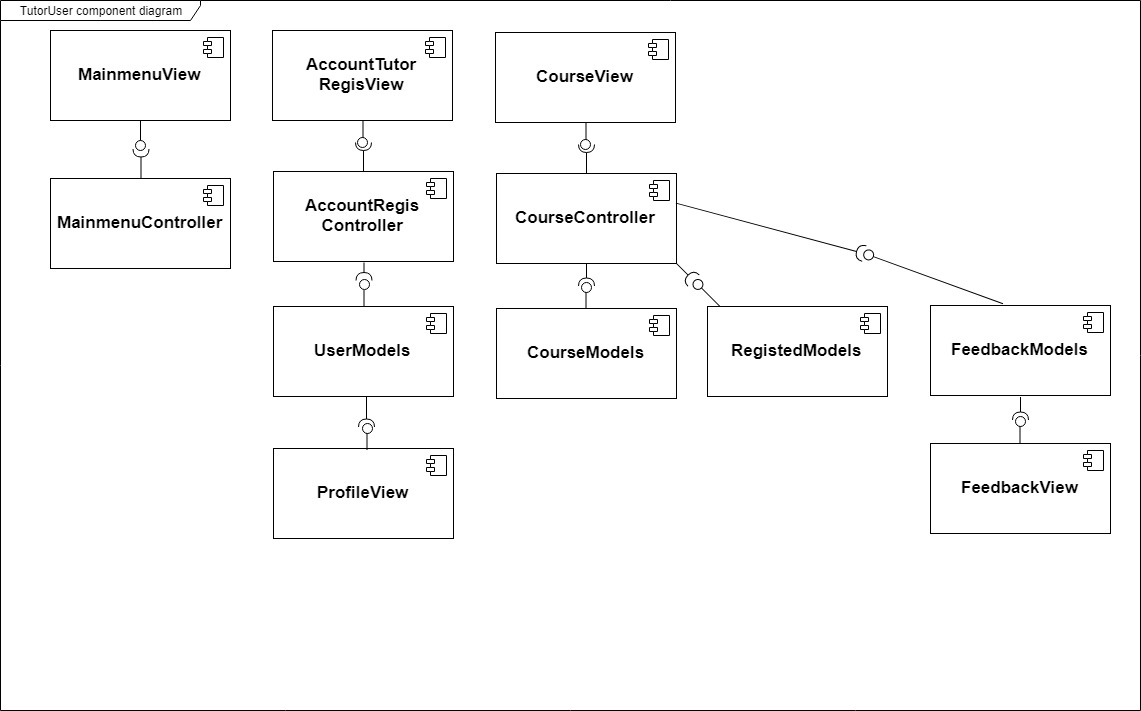 TutorUser component diagram
MainmenuView
AccountTutor
RegisView
CourseView
MainmenuController
AccountRegis
Controller
CourseController
UserModels
CourseModels
RegistedModels
FeedbackModels
ProfileView
FeedbackView